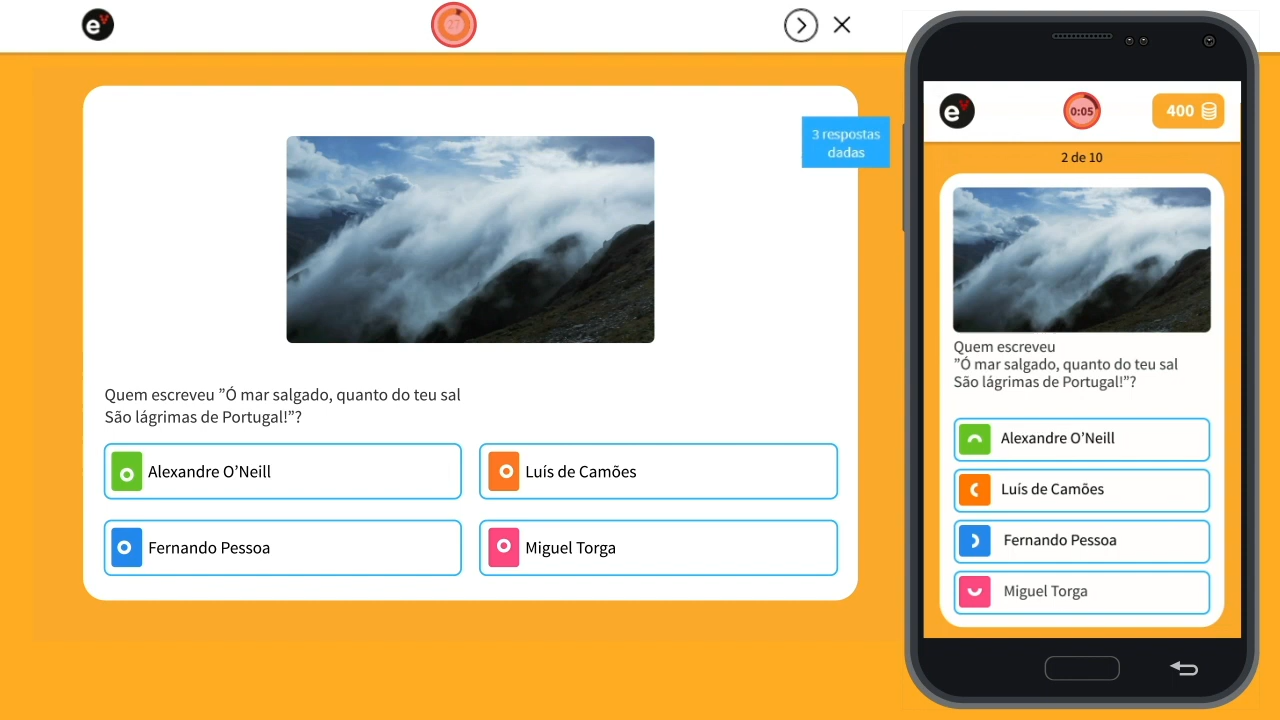 e
27
3 respostas
dadas
Quem escreveu ”Ó mar salgado, quanto do teu sal
São lágrimas de Portugal!”?
Alexandre O’Neill
Luís de Camões
Fernando Pessoa
Miguel Torga
e
0:05
400
2 de 10
Quem escreveu
”Ó mar salgado, quanto do teu sal
São lágrimas de Portugal!”?
Alexandre O’Neill
Luís de Camões
Fernando Pessoa
Miguel Torga